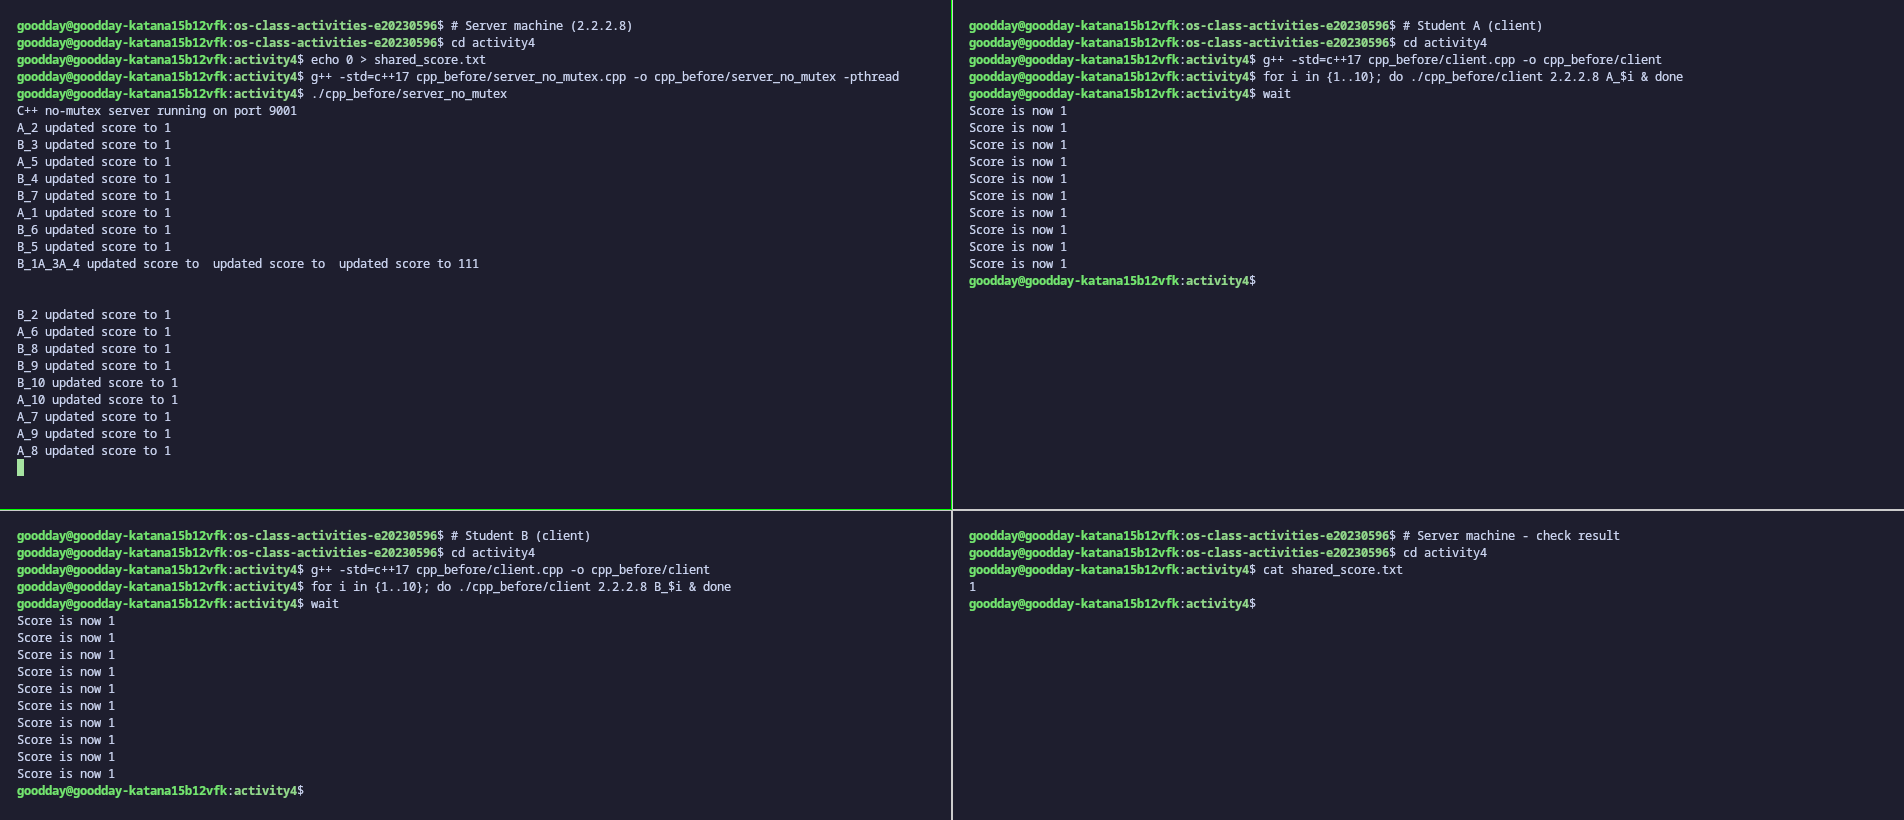 goodday@goodday-katana15b12vfk:os-class-activities-e20230596$ # Server machine (2.2.2.8)
goodday@goodday-katana15b12vfk:os-class-activities-e20230596$ cd activity4
goodday@goodday-katana15b12vfk:activity4$ echo 0 > shared_score.txt
goodday@goodday-katana15b12vfk:activity4$ g++ -std=c++17 cpp_before/server_no_mutex.cpp -o cpp_before/server_no_mutex -pthread
goodday@goodday-katana15b12vfk:activity4$ ./cpp_before/server_no_mutex
C++ no-mutex server running on port 9001
A_2 updated score to 1
B_3 updated score to 1
A_5 updated score to 1
B_4 updated score to 1
B_7 updated score to 1
A_1 updated score to 1
B_6 updated score to 1
B_5 updated score to 1
B_1A_3A_4 updated score to  updated score to  updated score to 111
B_2 updated score to 1
A_6 updated score to 1
B_8 updated score to 1
B_9 updated score to 1
B_10 updated score to 1
A_10 updated score to 1
A_7 updated score to 1
A_9 updated score to 1
A_8 updated score to 1
goodday@goodday-katana15b12vfk:os-class-activities-e20230596$ # Student A (client)
goodday@goodday-katana15b12vfk:os-class-activities-e20230596$ cd activity4
goodday@goodday-katana15b12vfk:activity4$ g++ -std=c++17 cpp_before/client.cpp -o cpp_before/client
goodday@goodday-katana15b12vfk:activity4$ for i in {1..10}; do ./cpp_before/client 2.2.2.8 A_$i & done
goodday@goodday-katana15b12vfk:activity4$ wait
Score is now 1
Score is now 1
Score is now 1
Score is now 1
Score is now 1
Score is now 1
Score is now 1
Score is now 1
Score is now 1
Score is now 1
goodday@goodday-katana15b12vfk:activity4$
goodday@goodday-katana15b12vfk:os-class-activities-e20230596$ # Student B (client)
goodday@goodday-katana15b12vfk:os-class-activities-e20230596$ cd activity4
goodday@goodday-katana15b12vfk:activity4$ g++ -std=c++17 cpp_before/client.cpp -o cpp_before/client
goodday@goodday-katana15b12vfk:activity4$ for i in {1..10}; do ./cpp_before/client 2.2.2.8 B_$i & done
goodday@goodday-katana15b12vfk:activity4$ wait
Score is now 1
Score is now 1
Score is now 1
Score is now 1
Score is now 1
Score is now 1
Score is now 1
Score is now 1
Score is now 1
Score is now 1
goodday@goodday-katana15b12vfk:activity4$
goodday@goodday-katana15b12vfk:os-class-activities-e20230596$ # Server machine - check result
goodday@goodday-katana15b12vfk:os-class-activities-e20230596$ cd activity4
goodday@goodday-katana15b12vfk:activity4$ cat shared_score.txt
1
goodday@goodday-katana15b12vfk:activity4$